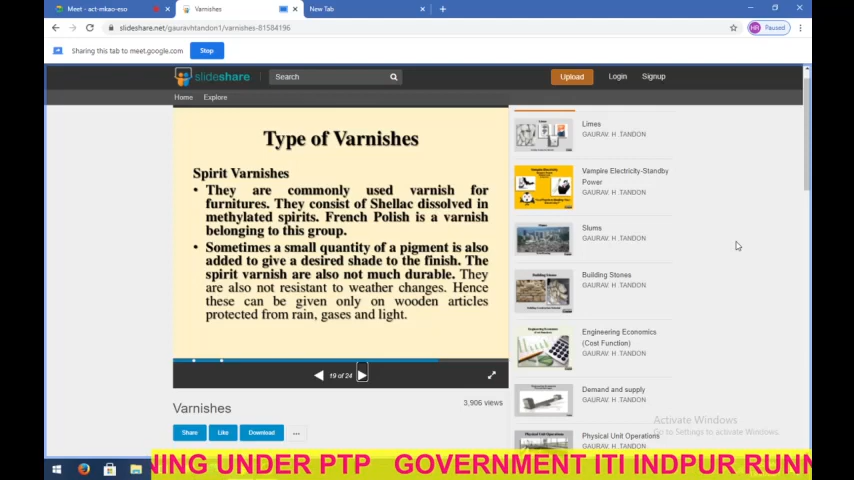 Meet - act-mkao-eso
Varnishes
New Tab
slideshare.net/gauravhtandon1/varnishes-81584196
Paused
Sharing this tab to meet.google.com
Stop
slideshare
Search
Upload
Login
Signup
Home
Explore
Type of Varnishes
Spirit Varnishes
• They are commonly used varnish for
furnitures. They consist of Shellac dissolved in
methylated spirits. French Polish is a varnish
belonging to this group.
• Sometimes a small quantity of a pigment is also
added to give a desired shade to the finish. The
spirit varnish are also not much durable. They
are also not resistant to weather changes. Hence
these can be given only on wooden articles
protected from rain, gases and light.
19 of 24
Varnishes
3,906 views
Share
Like
Download
Limes
GAURAV. H .TANDON
Vampire Electricity-Standby
Power
GAURAV. H .TANDON
Slums
GAURAV. H .TANDON
Building Stones
GAURAV. H .TANDON
Engineering Economics
(Cost Function)
GAURAV. H .TANDON
Demand and supply
GAURAV. H .TANDON
Physical Unit Operations
GAURAV. H .TANDON
Activate Windows
Go to Settings to activate Windows.
NING UNDER PTP GOVERNMENT ITI INDPUR RUNN